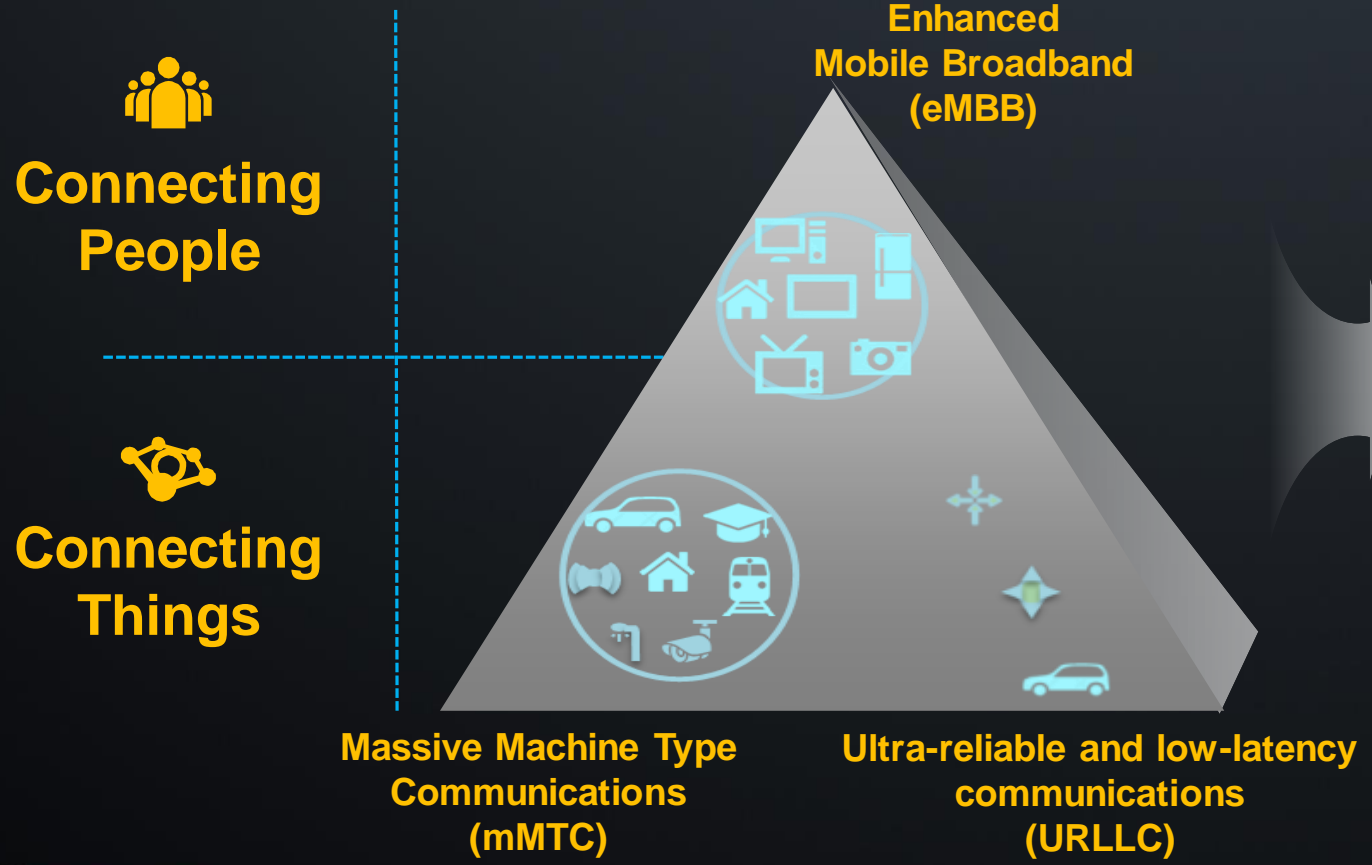 Enhanced
Mobile Broadband
(eMBB)
Connecting
People
Connecting
Things
Massive Machine Type
Communications
(mMTC)
Ultra-reliable and low-latency
communications
(URLLC)